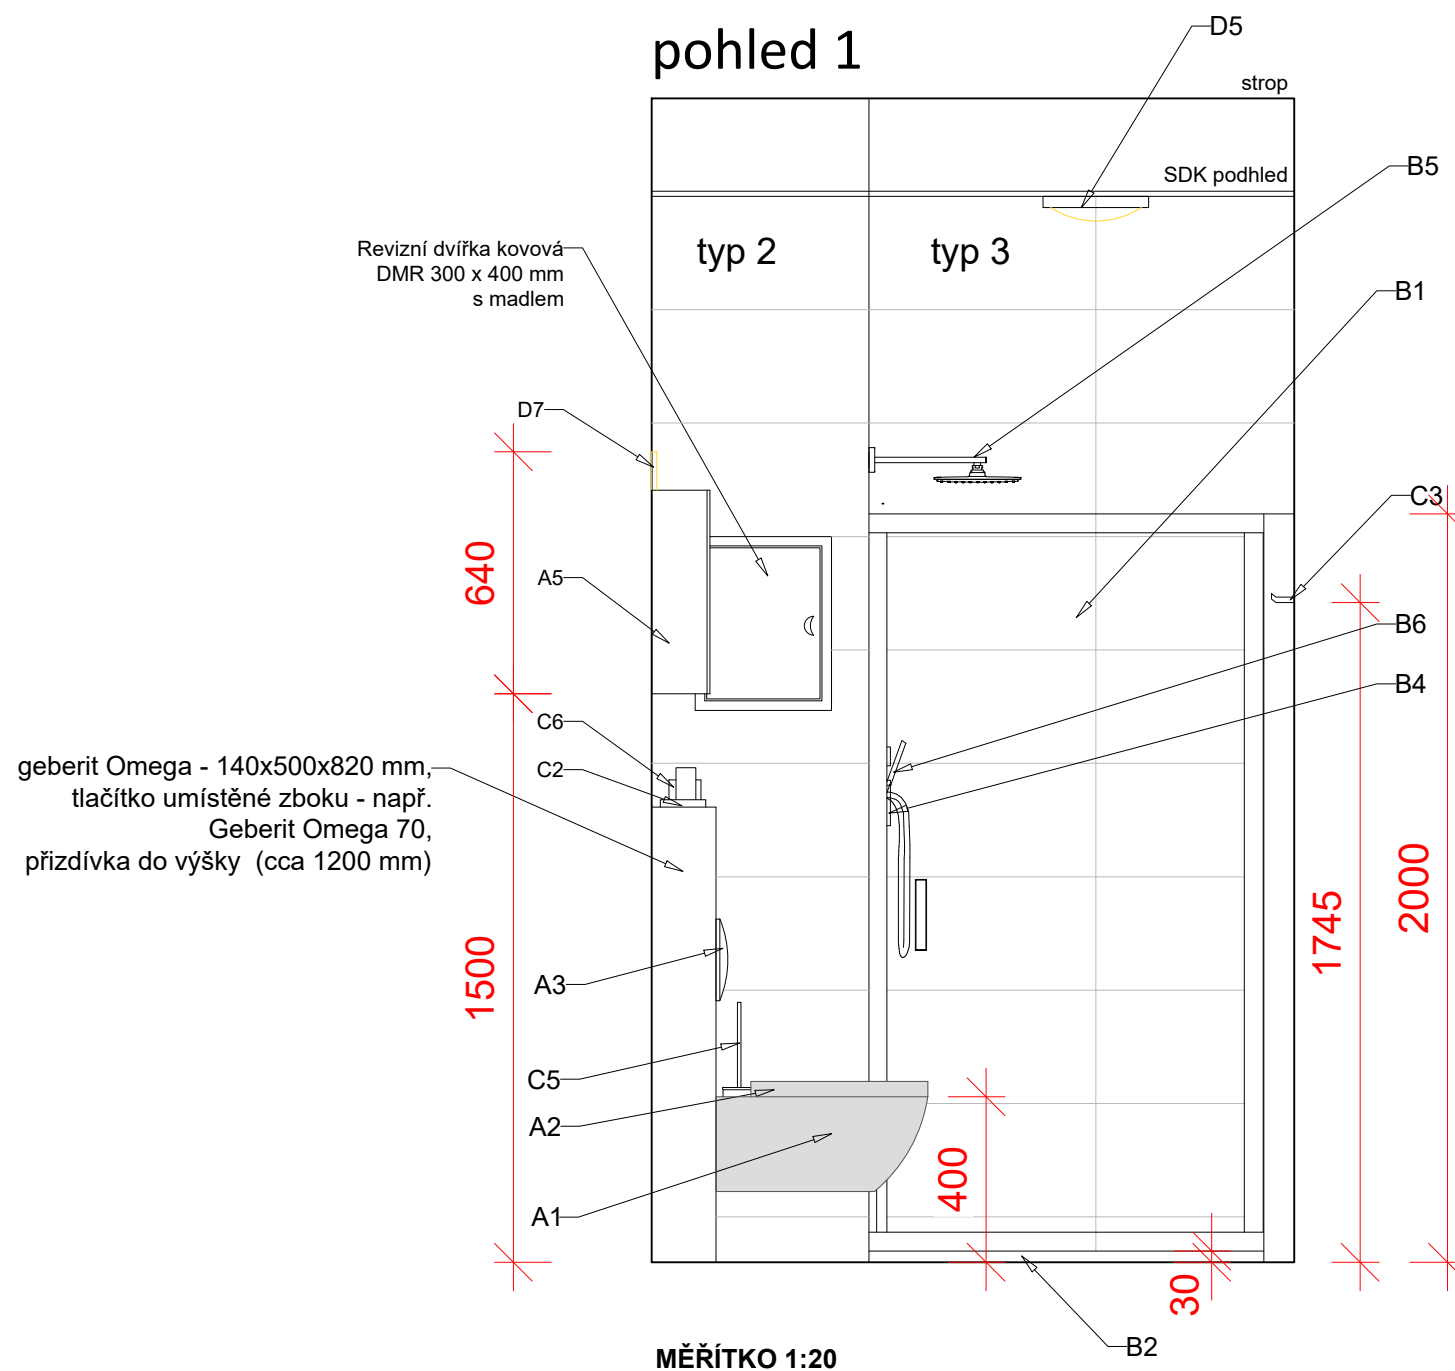 pohled 1
D5
strop
B5
SDK podhled
Revizní dvířka kovová
DMR 300 x 400 mm
s madlem
typ 2
typ 3
B1
D7
C3
640
A5
B6
B4
C6
C2
geberit Omega - 140x500x820 mm,
tlačítko umístěné zboku - např.
Geberit Omega 70,
přizdívka do výšky (cca 1200 mm)
2000
1745
1500
A3
C5
A2
400
A1
30
B2
MĚŘÍTKO 1:20